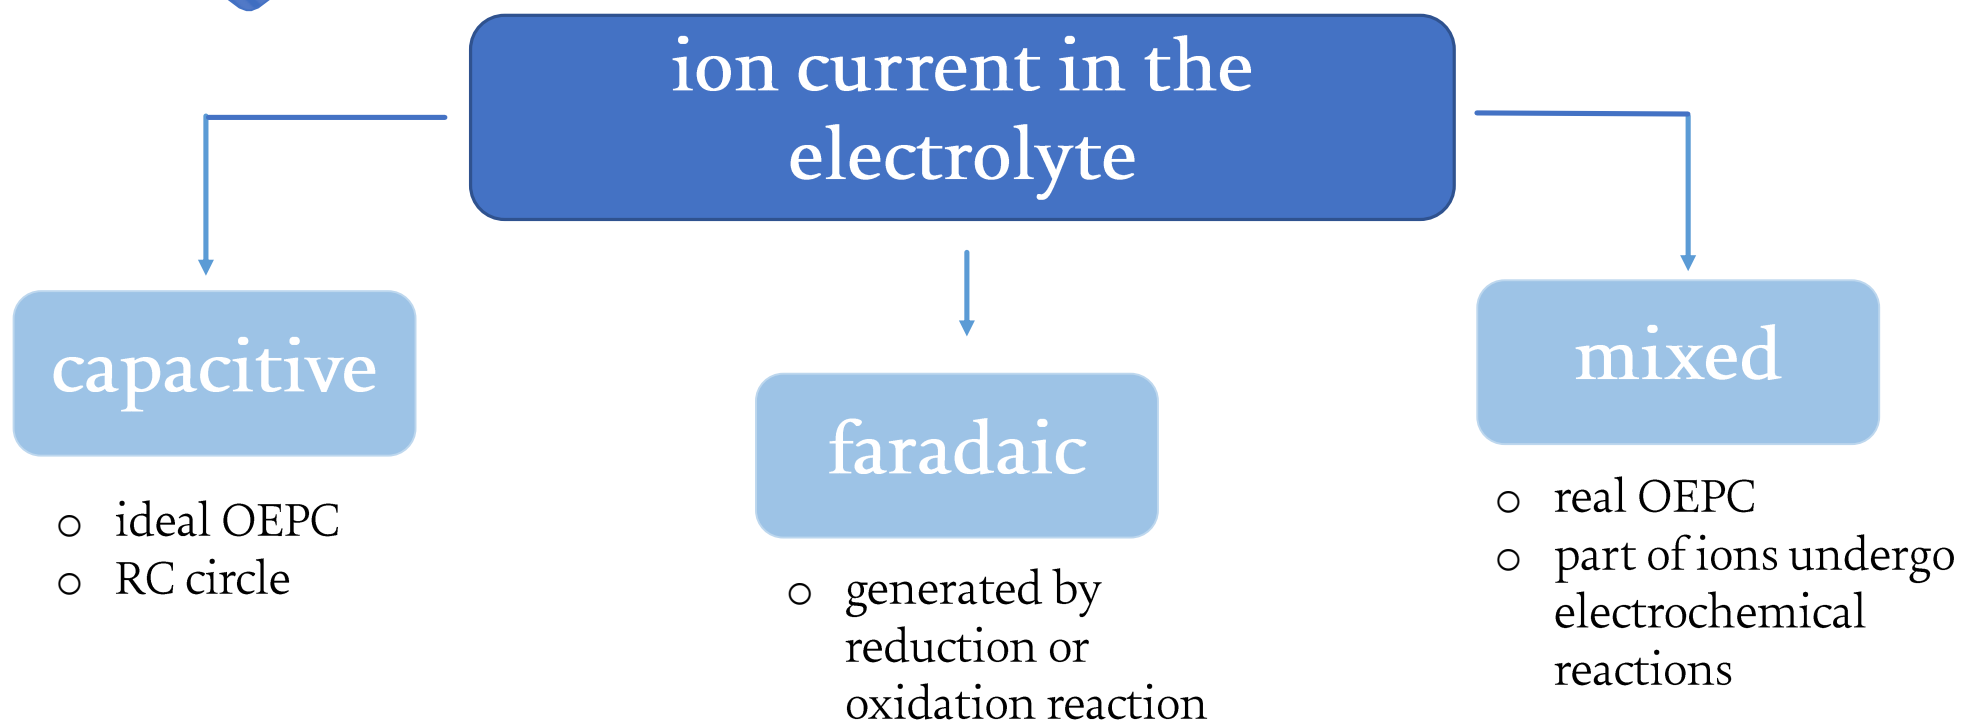 ion current in the
electrolyte
capacitive
○ ideal OEPC
○ RC circle
faradaic
○ generated by
reduction or
oxidation reaction
mixed
○ real OEPC
○ part of ions undergo
electrochemical
reactions